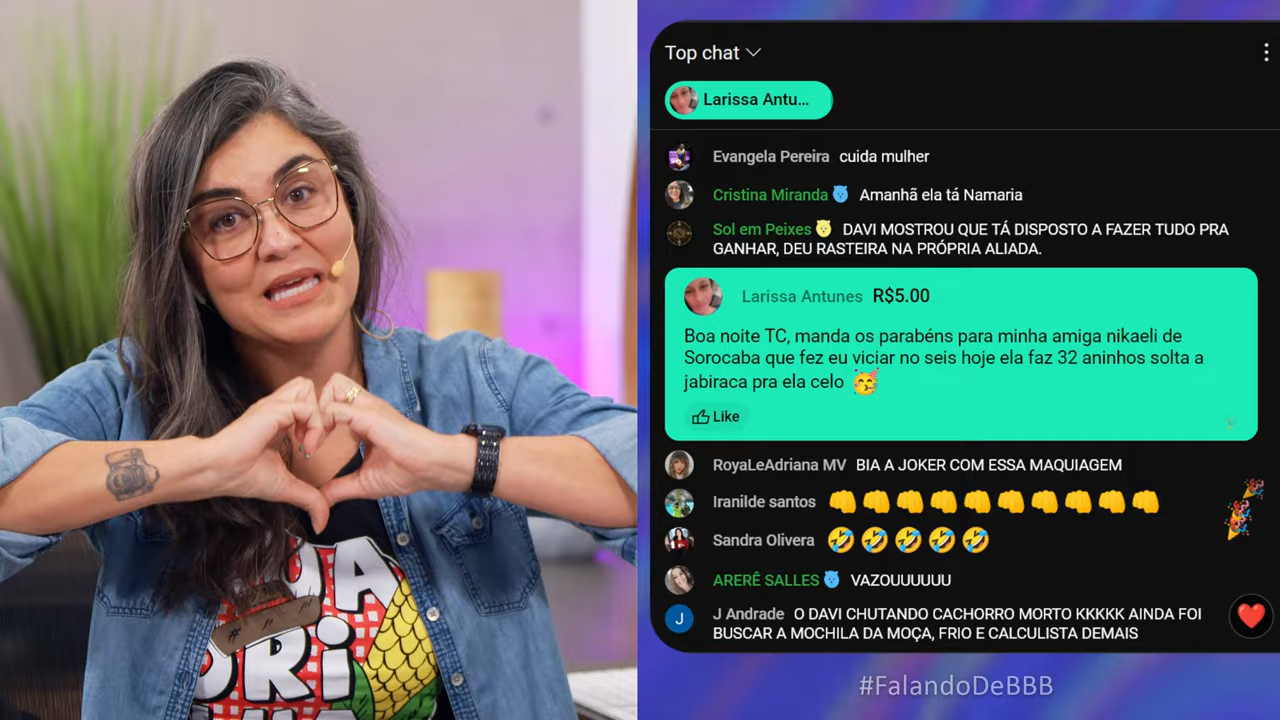 Top chat
Larissa Antu...
Evangela Pereira cuida mulher
Cristina Miranda Amanhã ela tá Namaria
Sol em Peixes DAVI MOSTROU QUE TÁ DISPOSTO A FAZER TUDO PRA
GANHAR, DEU RASTEIRA NA PRÓPRIA ALIADA.
Larissa Antunes R$5.00
Boa noite TC, manda os parabéns para minha amiga nikaeli de
Sorocaba que fez eu viciar no seis hoje ela faz 32 aninhos solta a
jabiraca pra ela celo 🥳
Like
RoyaLeAdriana MV BIA A JOKER COM ESSA MAQUIAGEM
Iranilde santos 👊👊👊👊👊👊👊👊👊👊
Sandra Olivera 🤣🤣🤣🤣🤣
ARERÊ SALLES VAZOUUUUUU
J
J Andrade O DAVI CHUTANDO CACHORRO MORTO KKKKK AINDA FOI
BUSCAR A MOCHILA DA MOÇA, FRIO E CALCULISTA DEMAIS
#FalandoDeBBB